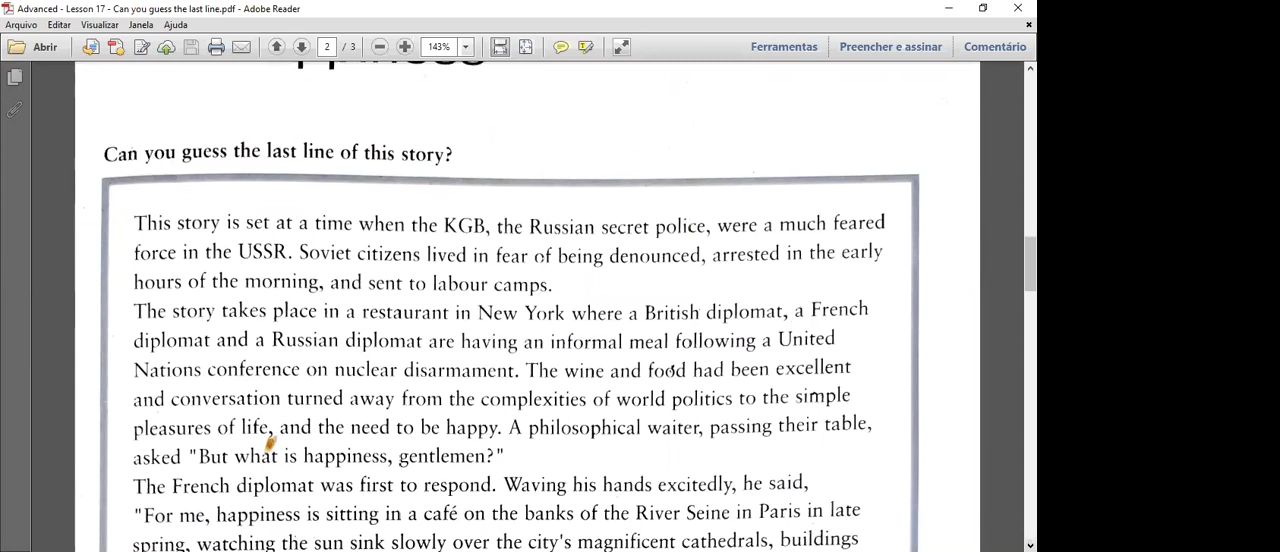 Advanced - Lesson 17 - Can you guess the last line.pdf - Adobe Reader
Arquivo Editar Visualizar Janela Ajuda
Abrir 2 / 3 143% Ferramentas Preencher e assinar Comentário
Can you guess the last line of this story?
This story is set at a time when the KGB, the Russian secret police, were a much feared
force in the USSR. Soviet citizens lived in fear of being denounced, arrested in the early
hours of the morning, and sent to labour camps.
The story takes place in a restaurant in New York where a British diplomat, a French
diplomat and a Russian diplomat are having an informal meal following a United
Nations conference on nuclear disarmament. The wine and food had been excellent
and conversation turned away from the complexities of world politics to the simple
pleasures of life, and the need to be happy. A philosophical waiter, passing their table,
asked "But what is happiness, gentlemen?"
The French diplomat was first to respond. Waving his hands excitedly, he said,
"For me, happiness is sitting in a café on the banks of the River Seine in Paris in late
spring, watching the sun sink slowly over the city's magnificent cathedrals, buildings